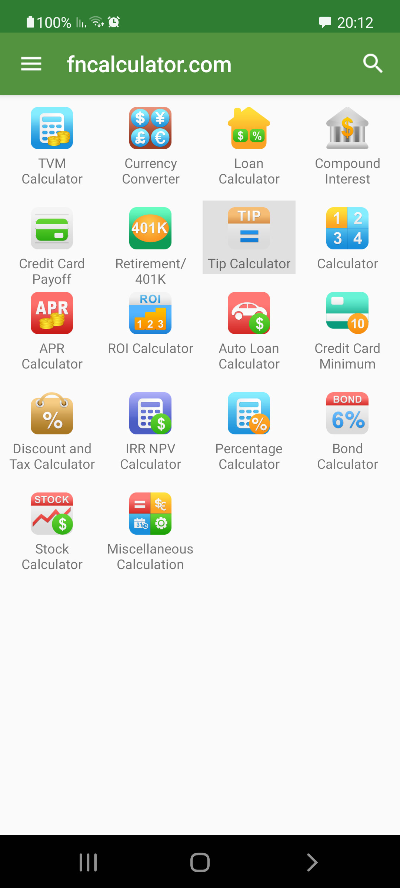 100% 20:12
fncalculator.com
$ ¥ £ €
$ %
$
TVM Calculator
Currency Converter
Loan Calculator
Compound Interest
401K
TIP
=
1 2
3 4
Credit Card Payoff
Retirement/ 401K
Tip Calculator
Calculator
APR
ROI
1 2 3
$
10
APR Calculator
ROI Calculator
Auto Loan Calculator
Credit Card Minimum
%
$
%
BOND
6%
Discount and Tax Calculator
IRR NPV Calculator
Percentage Calculator
Bond Calculator
STOCK
$
= $€
Stock Calculator
Miscellaneous Calculation